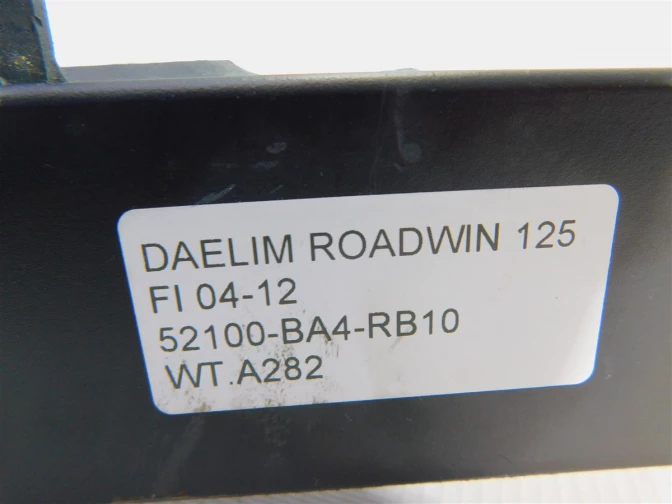 DAELIM ROADWIN 125
FI 04-12
52100-BA4-RB10
WT.A282